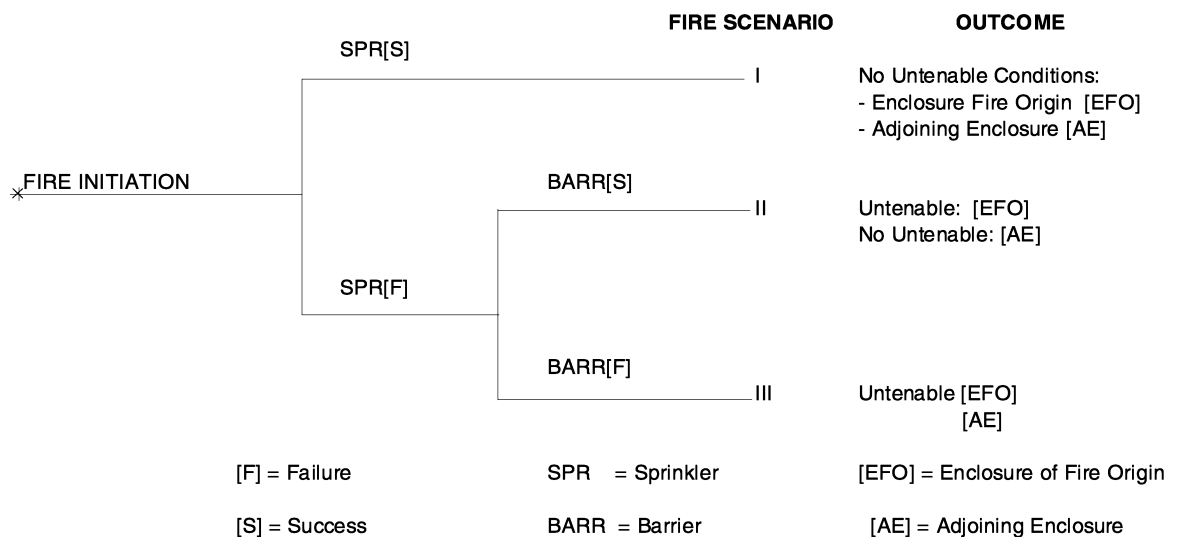 FIRE SCENARIO OUTCOME
SPR[S]
I No Untenable Conditions:
- Enclosure Fire Origin [EFO]
- Adjoining Enclosure [AE]
FIRE INITIATION
BARR[S]
II Untenable: [EFO]
No Untenable: [AE]
SPR[F]
BARR[F]
III Untenable [EFO]
[AE]
[F] = Failure SPR = Sprinkler [EFO] = Enclosure of Fire Origin
[S] = Success BARR = Barrier [AE] = Adjoining Enclosure